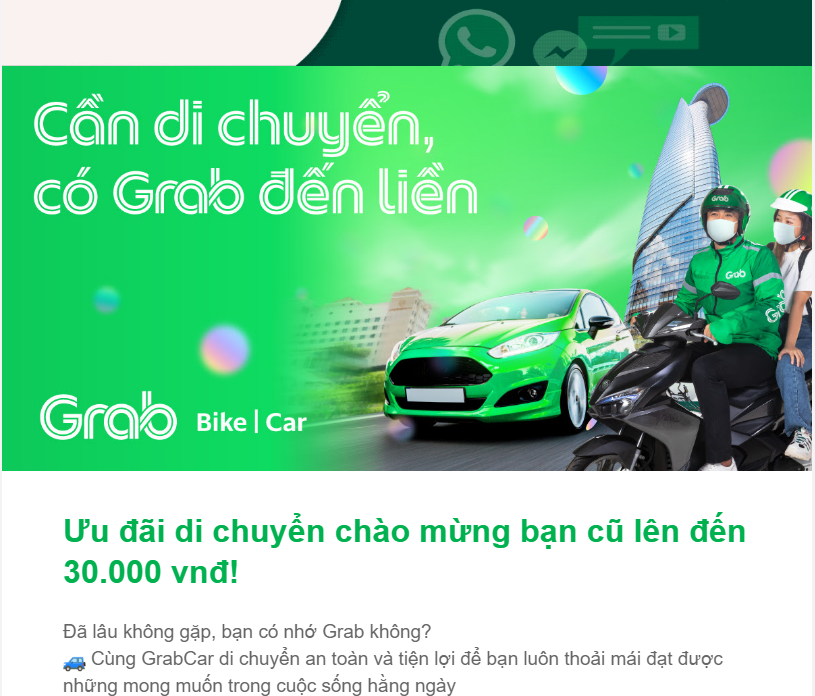 Cần di chuyển,
có Grab đến liền
Grab
Grab
Grab Bike | Car
Ưu đãi di chuyển chào mừng bạn cũ lên đến
30.000 vnđ!
Đã lâu không gặp, bạn có nhớ Grab không?
🚙 Cùng GrabCar di chuyển an toàn và tiện lợi để bạn luôn thoải mái đạt được
những mong muốn trong cuộc sống hằng ngày